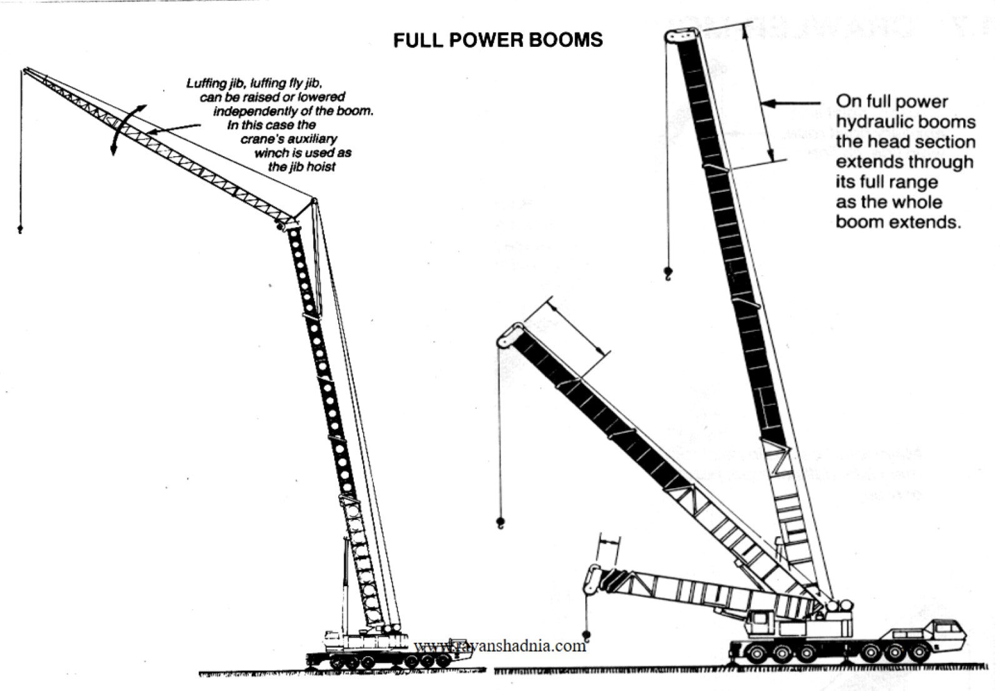 FULL POWER BOOMS
Luffing jib, luffing fly jib,
can be raised or lowered
independently of the boom.
In this case the
crane's auxiliary
winch is used as
the jib hoist
On full power
hydraulic booms
the head section
extends through
its full range
as the whole
boom extends.
www.ravanshadnia.com